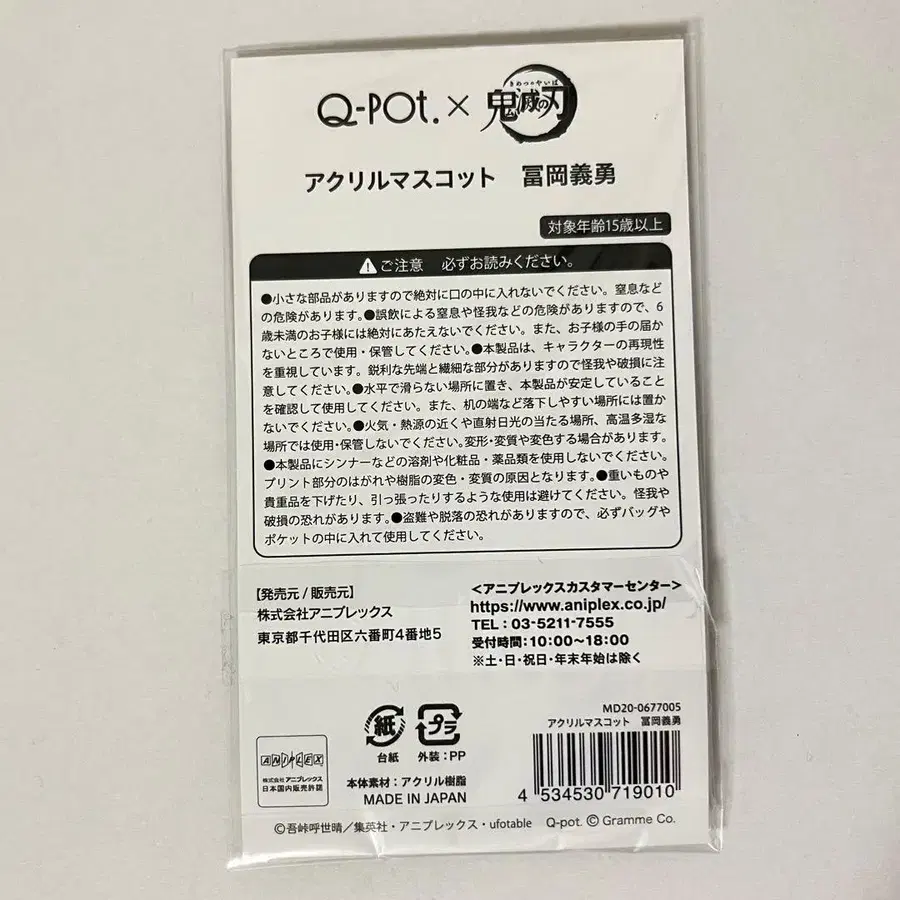 Q-POt. × 鬼滅の刃
きめつのやいば
アクリルマスコット 冨岡義勇
対象年齢15歳以上
ご注意 必ずお読みください。
●小さな部品がありますので絶対に口の中に入れないでください。窒息など
の危険があります。●誤飲による窒息や怪我などの危険がありますので、6
歳未満のお子様には絶対にあたえないでください。また、お子様の手の届か
ないところで使用・保管してください。●本製品は、キャラクターの再現性
を重視しています。鋭利な先端と繊細な部分がありますので怪我や破損に注
意してください。●水平で滑らない場所に置き、本製品が安定していること
を確認して使用してください。また、机の端など落下しやすい場所には置か
ないでください。●火気・熱源の近くや直射日光の当たる場所、高温多湿な
場所では使用・保管しないでください。変形・変質や変色する場合があります。
●本製品にシンナーなどの溶剤や化粧品・薬品類を使用しないでください。
プリント部分のはがれや樹脂の変色・変質の原因となります。●重いものや
貴重品を下げたり、引っ張ったりするような使用は避けてください。怪我や
破損の恐れがあります。●盗難や脱落の恐れがありますので、必ずバッグや
ポケットの中に入れて使用してください。
【発売元 / 販売元】
株式会社アニプレックス
東京都千代田区六番町4番地5
<アニプレックスカスタマーセンター>
https://www.aniplex.co.jp/
TEL：03-5211-7555
受付時間：10:00〜18:00
※土・日・祝日・年末年始は除く
紙
台紙
プラ
外装：PP
本体素材：アクリル樹脂
MADE IN JAPAN
MD20-0677005
アクリルマスコット 冨岡義勇
4 534530 719010
ANIPLEX
株式会社 アニプレックス
日本国内販売許諾
©吾峠呼世晴／集英社・アニプレックス・ufotable Q-pot. © Gramme Co.